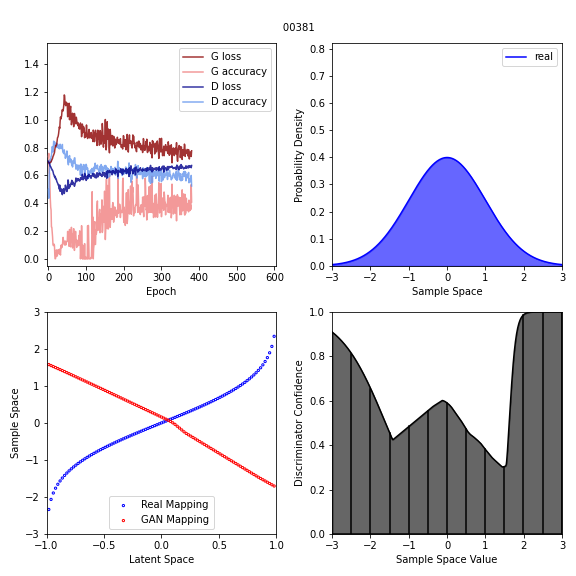 00381
1.4
1.2
1.0
0.8
0.6
0.4
0.2
0.0
0 100 200 300 400 500 600
Epoch
G loss
G accuracy
D loss
D accuracy
Probability Density
0.8
0.7
0.6
0.5
0.4
0.3
0.2
0.1
0.0
−3 −2 −1 0 1 2 3
Sample Space
real
Sample Space
3
2
1
0
−1
−2
−3
−1.0 −0.5 0.0 0.5 1.0
Latent Space
Real Mapping
GAN Mapping
Discriminator Confidence
1.0
0.8
0.6
0.4
0.2
0.0
−3 −2 −1 0 1 2 3
Sample Space Value